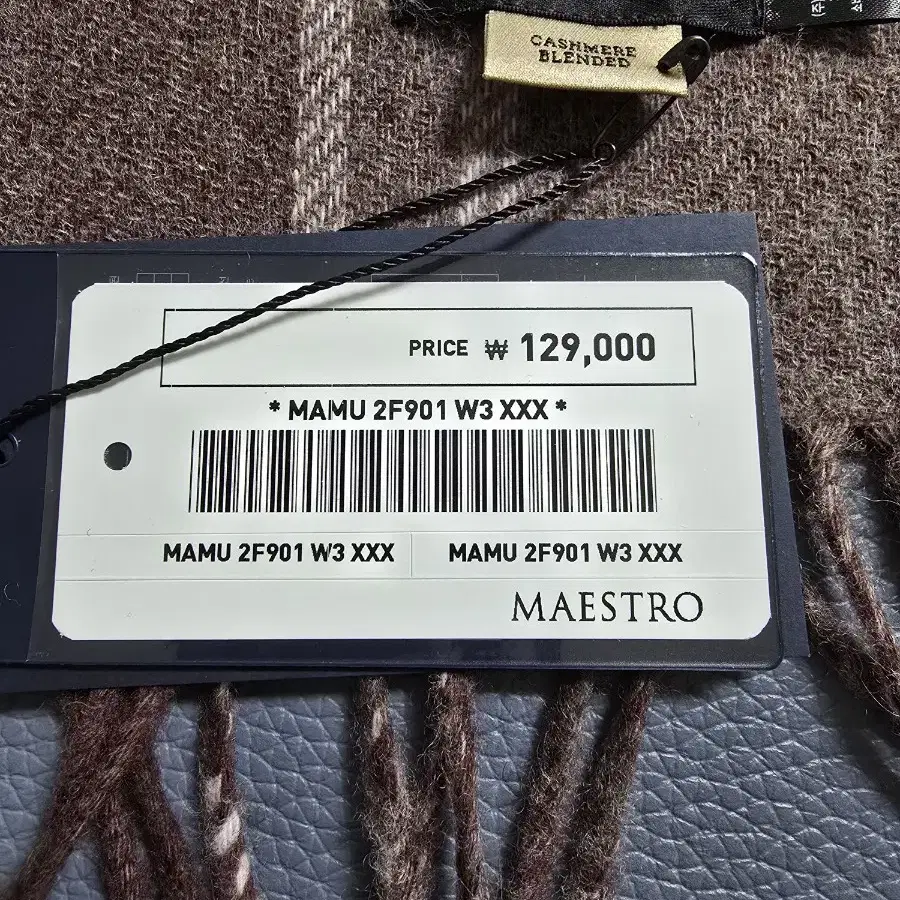 CASHMERE
BLENDED
PRICE ₩ 129,000
* MAMU 2F901 W3 XXX *
MAMU 2F901 W3 XXX MAMU 2F901 W3 XXX
MAESTRO